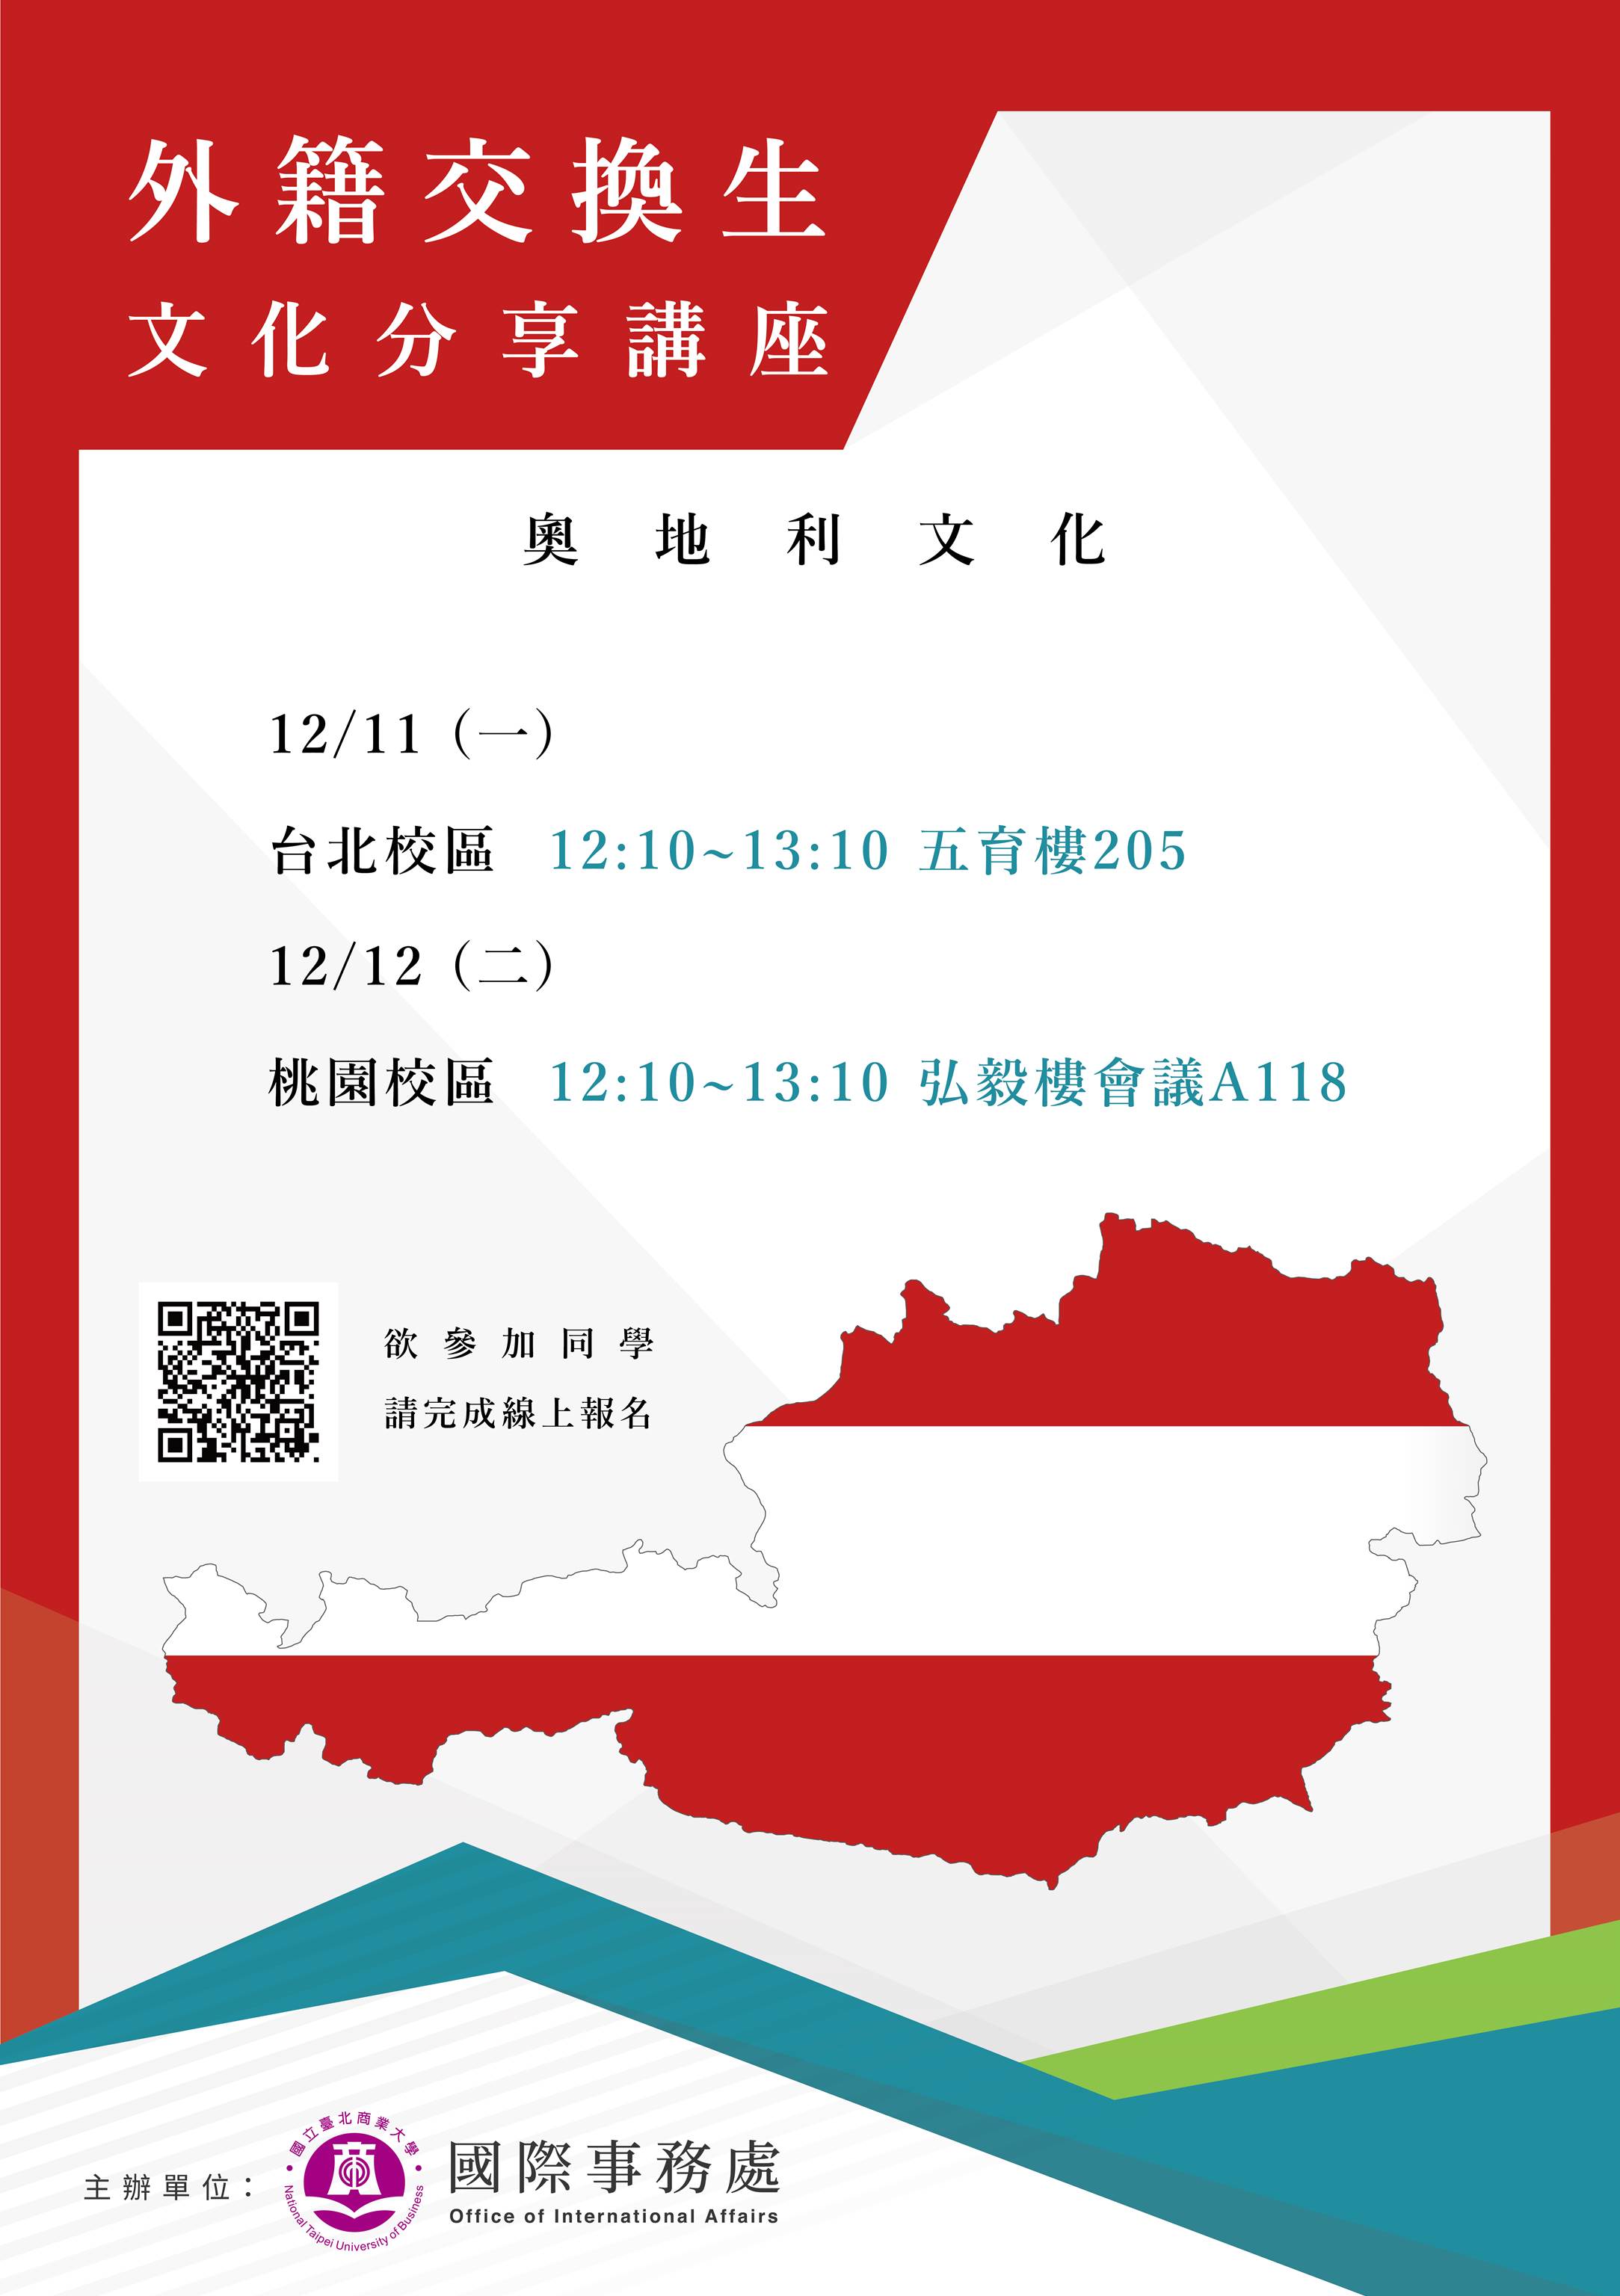 外籍交換生
文化分享講座
奧地利文化
12/11 (一)
台北校區 12:10~13:10 五育樓205
12/12 (二)
桃園校區 12:10~13:10 弘毅樓會議A118
欲參加同學
請完成線上報名
主辦單位：
國立臺北商業大學
National Taipei University of Business
國際事務處
Office of International Affairs